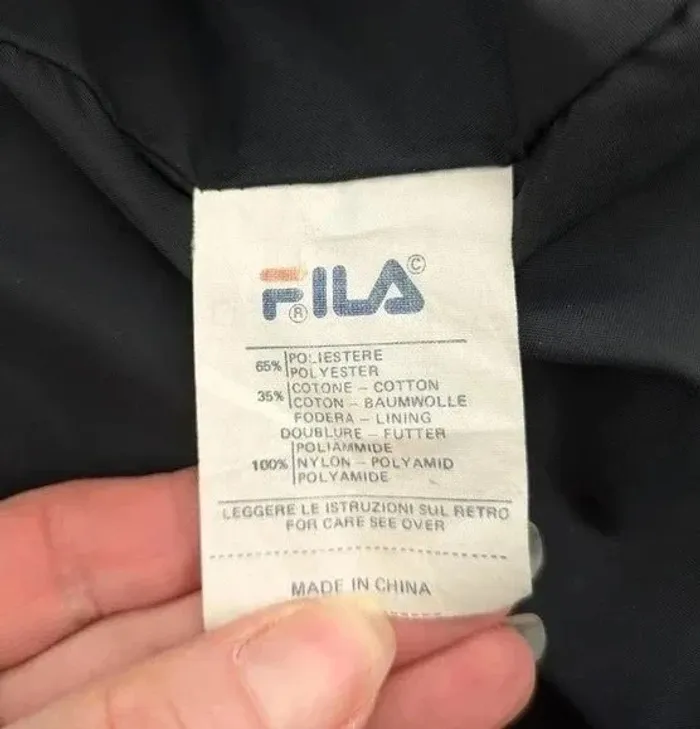 FILA ©
®
65% POLIESTERE
POLYESTER
35% COTONE – COTTON
COTON – BAUMWOLLE
FODERA – LINING
DOUBLURE – FUTTER
POLIAMMIDE
100% NYLON – POLYAMID
POLYAMIDE
LEGGERE LE ISTRUZIONI SUL RETRO
FOR CARE SEE OVER
MADE IN CHINA